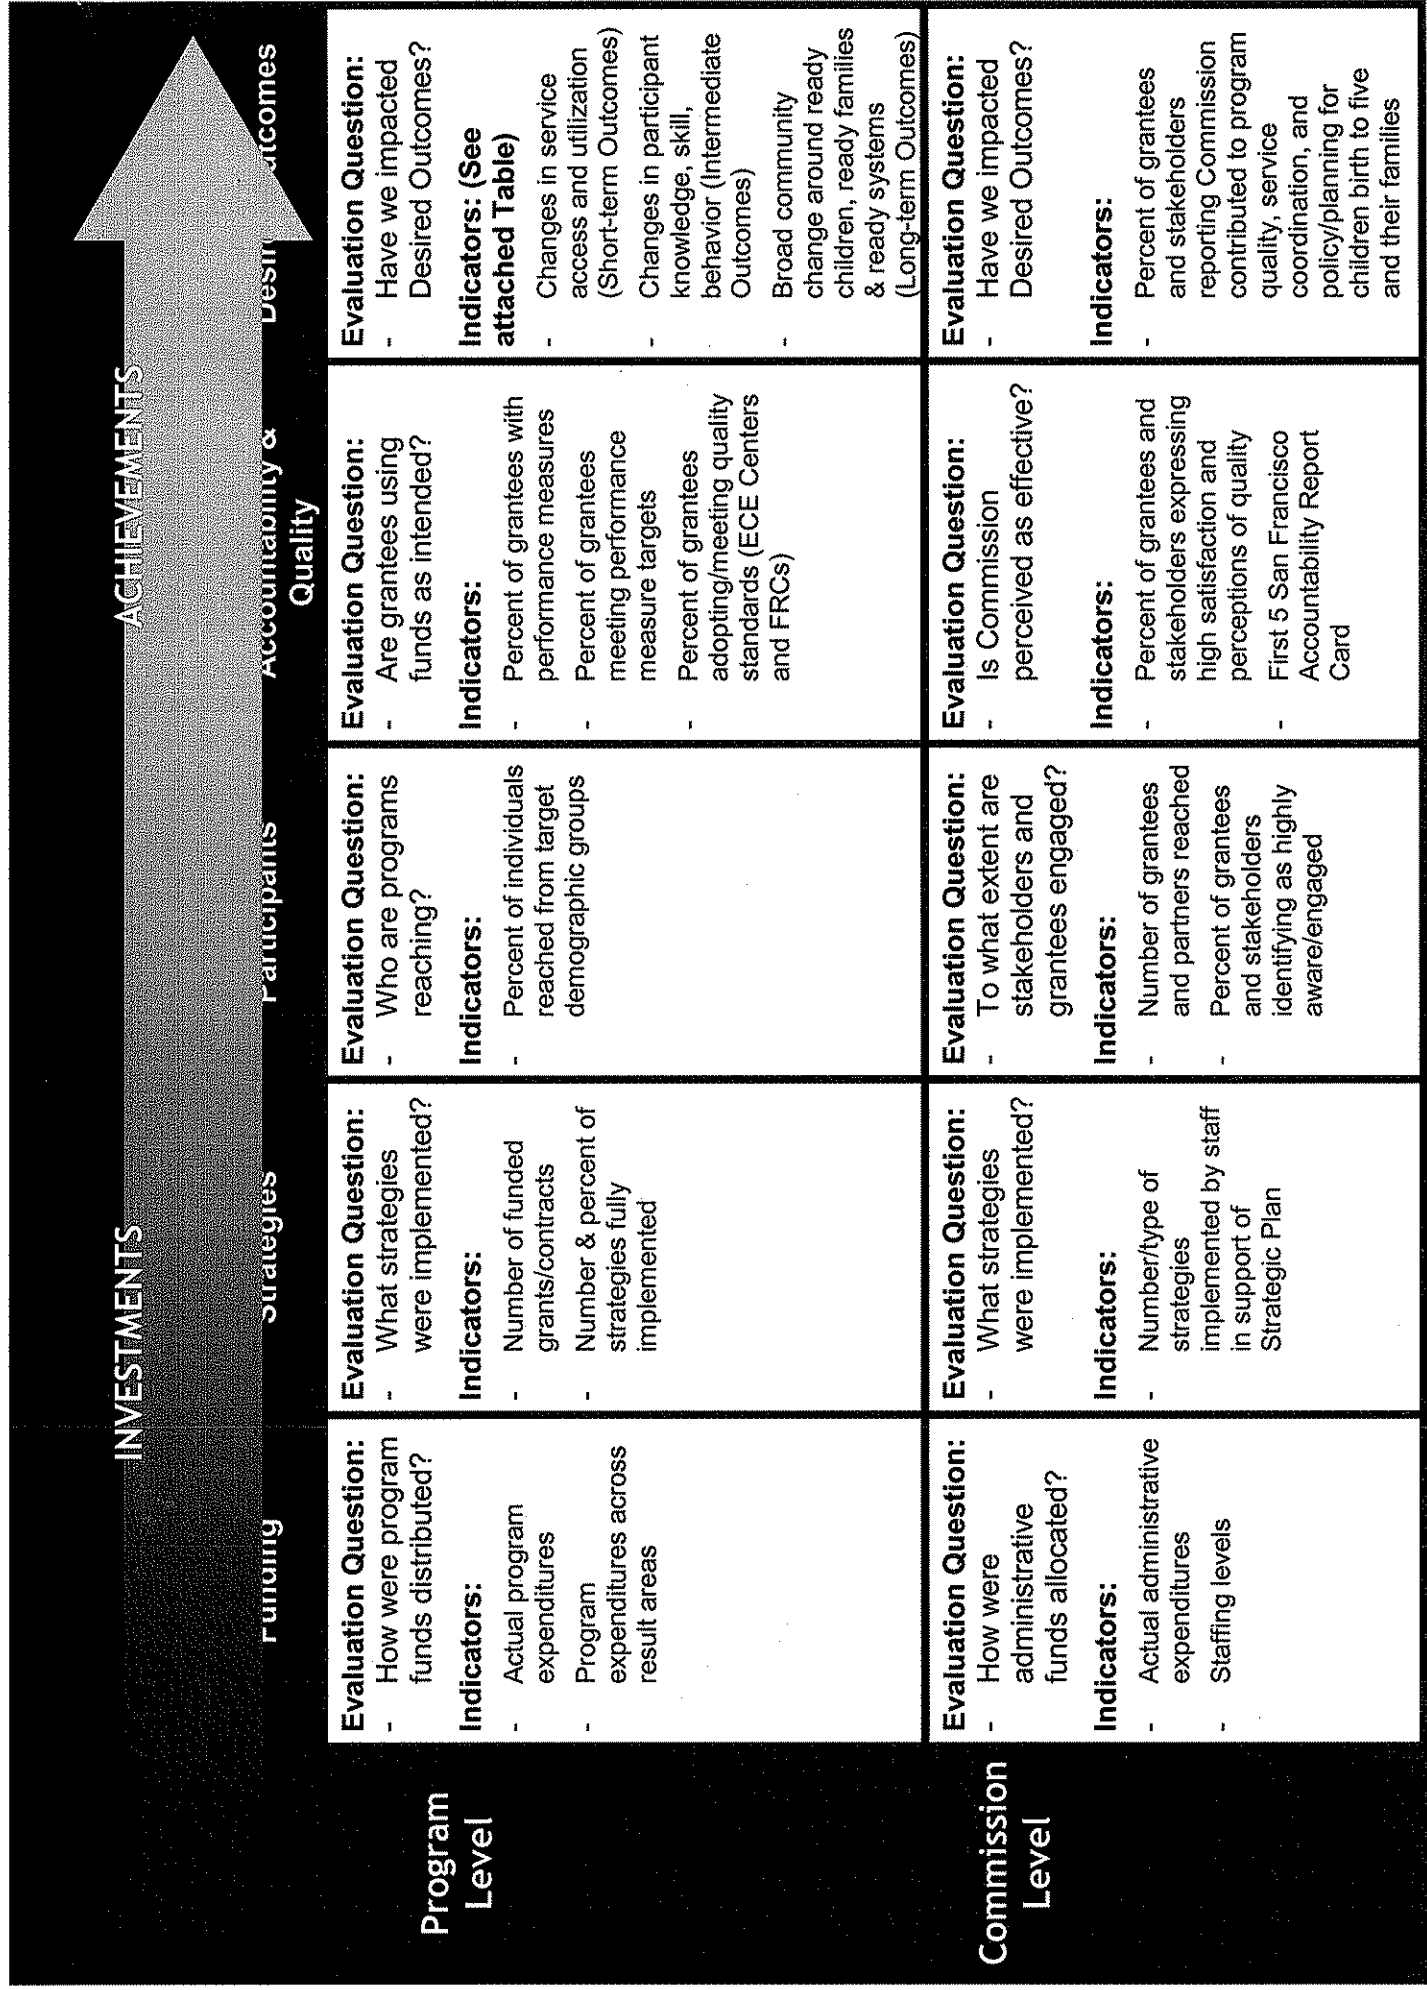 INVESTMENTS
ACHIEVEMENTS
Funding
Strategies
Participants
Accountability &
Quality
Desired Outcomes
Program
Level
Evaluation Question:
- How were program
funds distributed?
Indicators:
- Actual program
expenditures
- Program
expenditures across
result areas
Evaluation Question:
- What strategies
were implemented?
Indicators:
- Number of funded
grants/contracts
- Number & percent of
strategies fully
implemented
Evaluation Question:
- Who are programs
reaching?
Indicators:
- Percent of individuals
reached from target
demographic groups
Evaluation Question:
- Are grantees using
funds as intended?
Indicators:
- Percent of grantees with
performance measures
- Percent of grantees
meeting performance
measure targets
- Percent of grantees
adopting/meeting quality
standards (ECE Centers
and FRCs)
Evaluation Question:
- Have we impacted
Desired Outcomes?
Indicators: (See
attached Table)
- Changes in service
access and utilization
(Short-term Outcomes)
- Changes in participant
knowledge, skill,
behavior (Intermediate
Outcomes)
- Broad community
change around ready
children, ready families
& ready systems
(Long-term Outcomes)
Commission
Level
Evaluation Question:
- How were
administrative
funds allocated?
Indicators:
- Actual administrative
expenditures
- Staffing levels
Evaluation Question:
- What strategies
were implemented?
Indicators:
- Number/type of
strategies
implemented by staff
in support of
Strategic Plan
Evaluation Question:
- To what extent are
stakeholders and
grantees engaged?
Indicators:
- Number of grantees
and partners reached
- Percent of grantees
and stakeholders
identifying as highly
aware/engaged
Evaluation Question:
- Is Commission
perceived as effective?
Indicators:
- Percent of grantees and
stakeholders expressing
high satisfaction and
perceptions of quality
- First 5 San Francisco
Accountability Report
Card
Evaluation Question:
- Have we impacted
Desired Outcomes?
Indicators:
- Percent of grantees
and stakeholders
reporting Commission
contributed to program
quality, service
coordination, and
policy/planning for
children birth to five
and their families